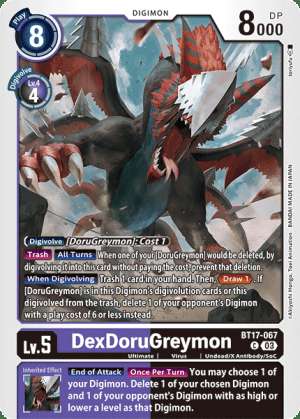 DIGIMON
Play
8
8000
DP
Digivolve
Lv.4
4
toriyufu
©Akiyoshi Hongo, Toei Animation・BANDAI MADE IN JAPAN
Digivolve [DoruGreymon]: Cost 1
Trash All Turns When one of your [DoruGreymon] would be deleted, by
digivolving it into this card without paying the cost, prevent that deletion.
When Digivolving Trash 1 card in your hand. Then, Draw 1. If
[DoruGreymon] is in this Digimon's digivolution cards or this
digivolved from the trash, delete 1 of your opponent's Digimon
with a play cost of 6 or less instead.
BT17-067
Lv.5 DexDoruGreymon C 03
Ultimate | Virus | Undead/X Antibody/SoC
Inherited Effect
End of Attack Once Per Turn You may choose 1 of
your Digimon. Delete 1 of your chosen Digimon
and 1 of your opponent's Digimon with as high or
lower a level as that Digimon.